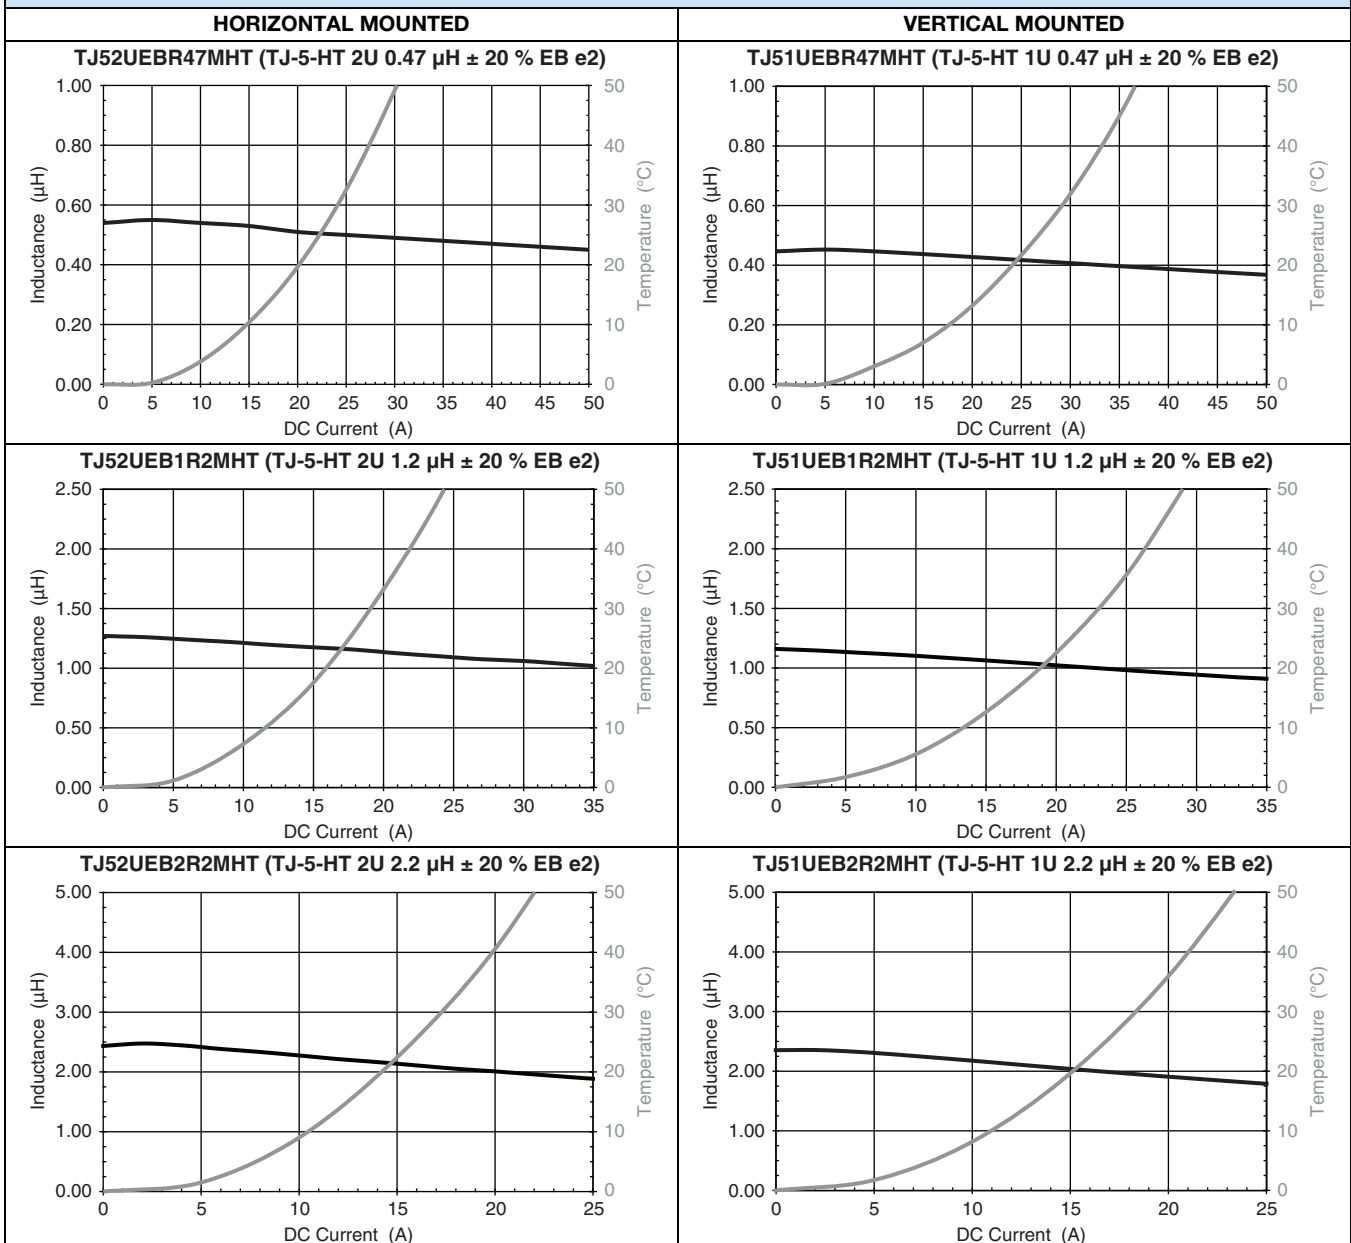 HORIZONTAL MOUNTED
VERTICAL MOUNTED
TJ52UEBR47MHT (TJ-5-HT 2U 0.47 µH ± 20 % EB e2)
1.00
0.80
0.60
0.40
0.20
0.00
Inductance (µH)
50
40
30
20
10
0
Temperature (°C)
0 5 10 15 20 25 30 35 40 45 50
DC Current (A)
TJ51UEBR47MHT (TJ-5-HT 1U 0.47 µH ± 20 % EB e2)
1.00
0.80
0.60
0.40
0.20
0.00
Inductance (µH)
50
40
30
20
10
0
Temperature (°C)
0 5 10 15 20 25 30 35 40 45 50
DC Current (A)
TJ52UEB1R2MHT (TJ-5-HT 2U 1.2 µH ± 20 % EB e2)
2.50
2.00
1.50
1.00
0.50
0.00
Inductance (µH)
50
40
30
20
10
0
Temperature (°C)
0 5 10 15 20 25 30 35
DC Current (A)
TJ51UEB1R2MHT (TJ-5-HT 1U 1.2 µH ± 20 % EB e2)
2.50
2.00
1.50
1.00
0.50
0.00
Inductance (µH)
50
40
30
20
10
0
Temperature (°C)
0 5 10 15 20 25 30 35
DC Current (A)
TJ52UEB2R2MHT (TJ-5-HT 2U 2.2 µH ± 20 % EB e2)
5.00
4.00
3.00
2.00
1.00
0.00
Inductance (µH)
50
40
30
20
10
0
Temperature (°C)
0 5 10 15 20 25
DC Current (A)
TJ51UEB2R2MHT (TJ-5-HT 1U 2.2 µH ± 20 % EB e2)
5.00
4.00
3.00
2.00
1.00
0.00
Inductance (µH)
50
40
30
20
10
0
Temperature (°C)
0 5 10 15 20 25
DC Current (A)